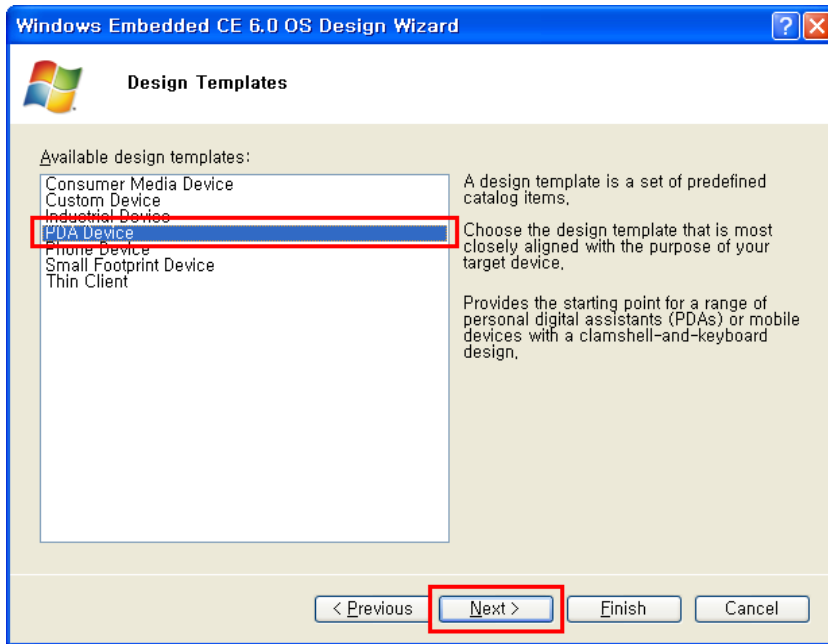 Windows Embedded CE 6.0 OS Design Wizard
Design Templates
Available design templates:
Consumer Media Device
Custom Device
Industrial Device
PDA Device
Phone Device
Small Footprint Device
Thin Client
A design template is a set of predefined
catalog items,
Choose the design template that is most
closely aligned with the purpose of your
target device,
Provides the starting point for a range of
personal digital assistants (PDAs) or mobile
devices with a clamshell-and-keyboard
design,
< Previous
Next >
Finish
Cancel